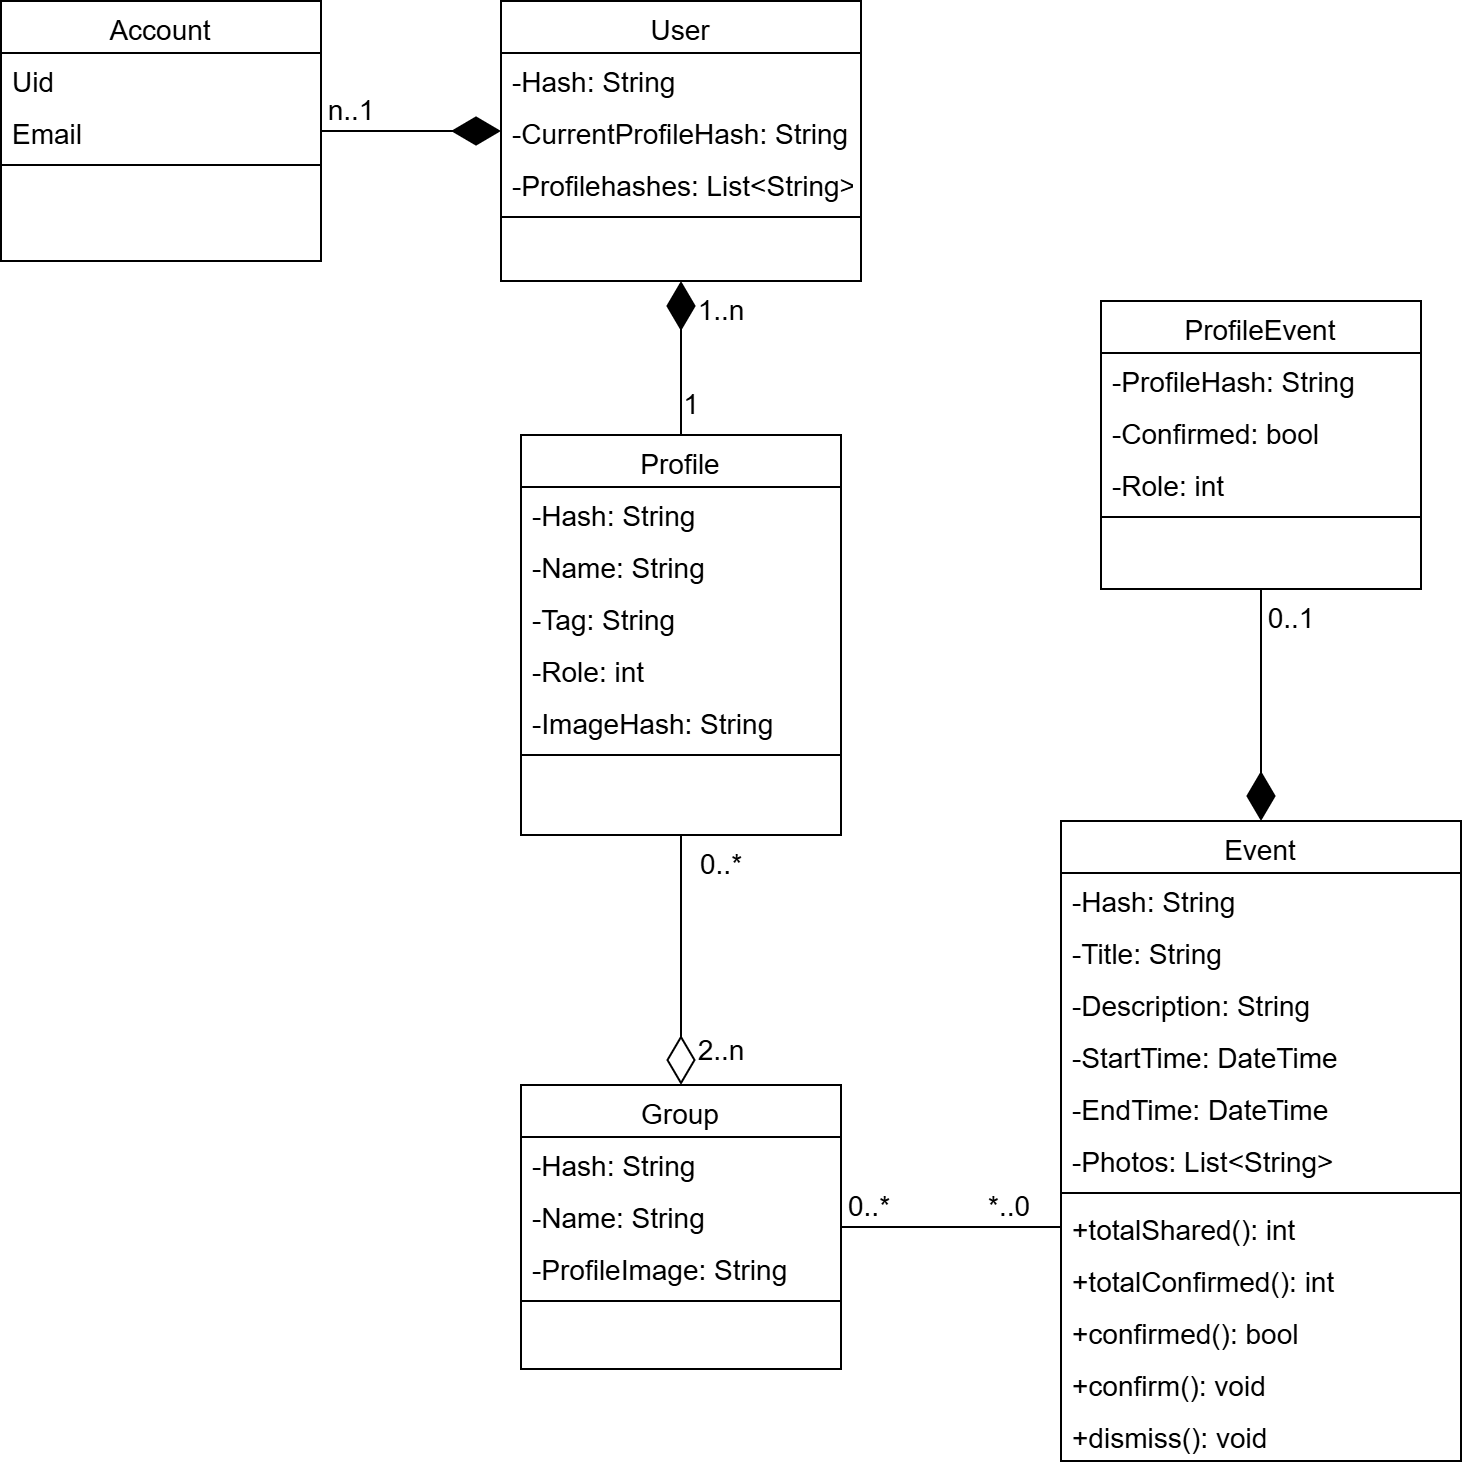 Account
Uid
Email
n..1
User
-Hash: String
-CurrentProfileHash: String
-Profilehashes: List<String>
1..n
1
Profile
-Hash: String
-Name: String
-Tag: String
-Role: int
-ImageHash: String
0..*
2..n
Group
-Hash: String
-Name: String
-ProfileImage: String
0..*
*..0
ProfileEvent
-ProfileHash: String
-Confirmed: bool
-Role: int
0..1
Event
-Hash: String
-Title: String
-Description: String
-StartTime: DateTime
-EndTime: DateTime
-Photos: List<String>
+totalShared(): int
+totalConfirmed(): int
+confirmed(): bool
+confirm(): void
+dismiss(): void